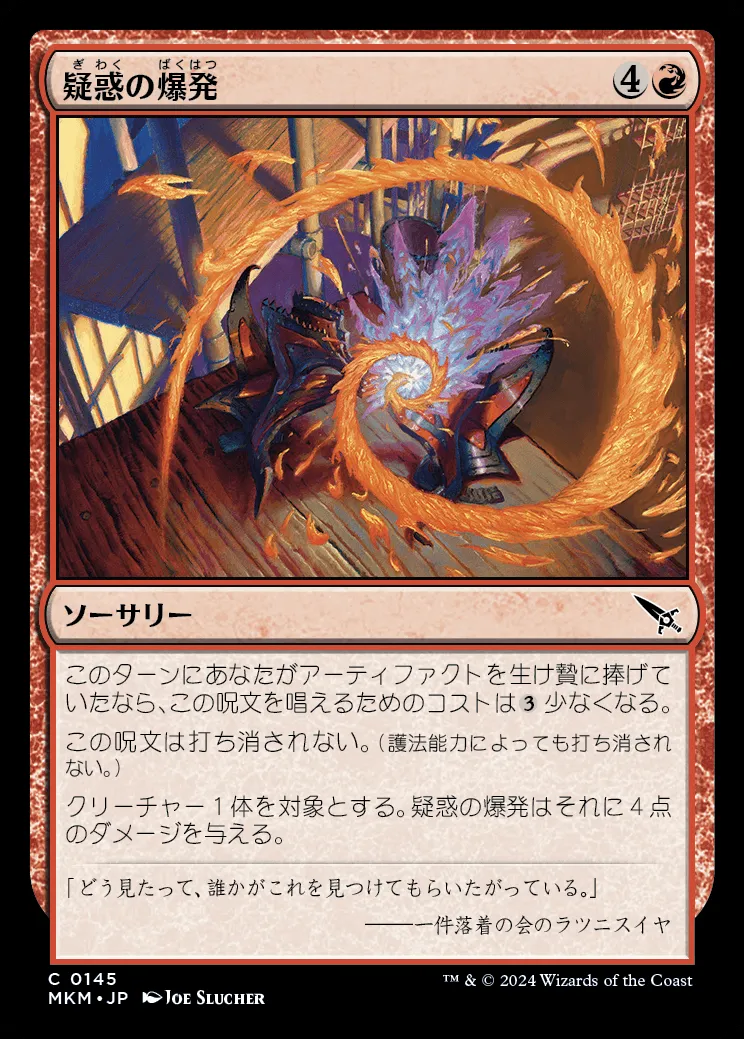 ぎわく ばくはつ
疑惑の爆発 4
ソーサリー
このターンにあなたがアーティファクトを生け贄に捧げて
いたなら、この呪文を唱えるためのコストは 3 少なくなる。
この呪文は打ち消されない。（護法能力によっても打ち消され
ない。）
クリーチャー1体を対象とする。疑惑の爆発はそれに4点
のダメージを与える。
「どう見たって、誰かがこれを見つけてもらいたがっている。」
――一件落着の会のラツニスイヤ
C 0145 ™ & © 2024 Wizards of the Coast
MKM•JP Joe Slucher